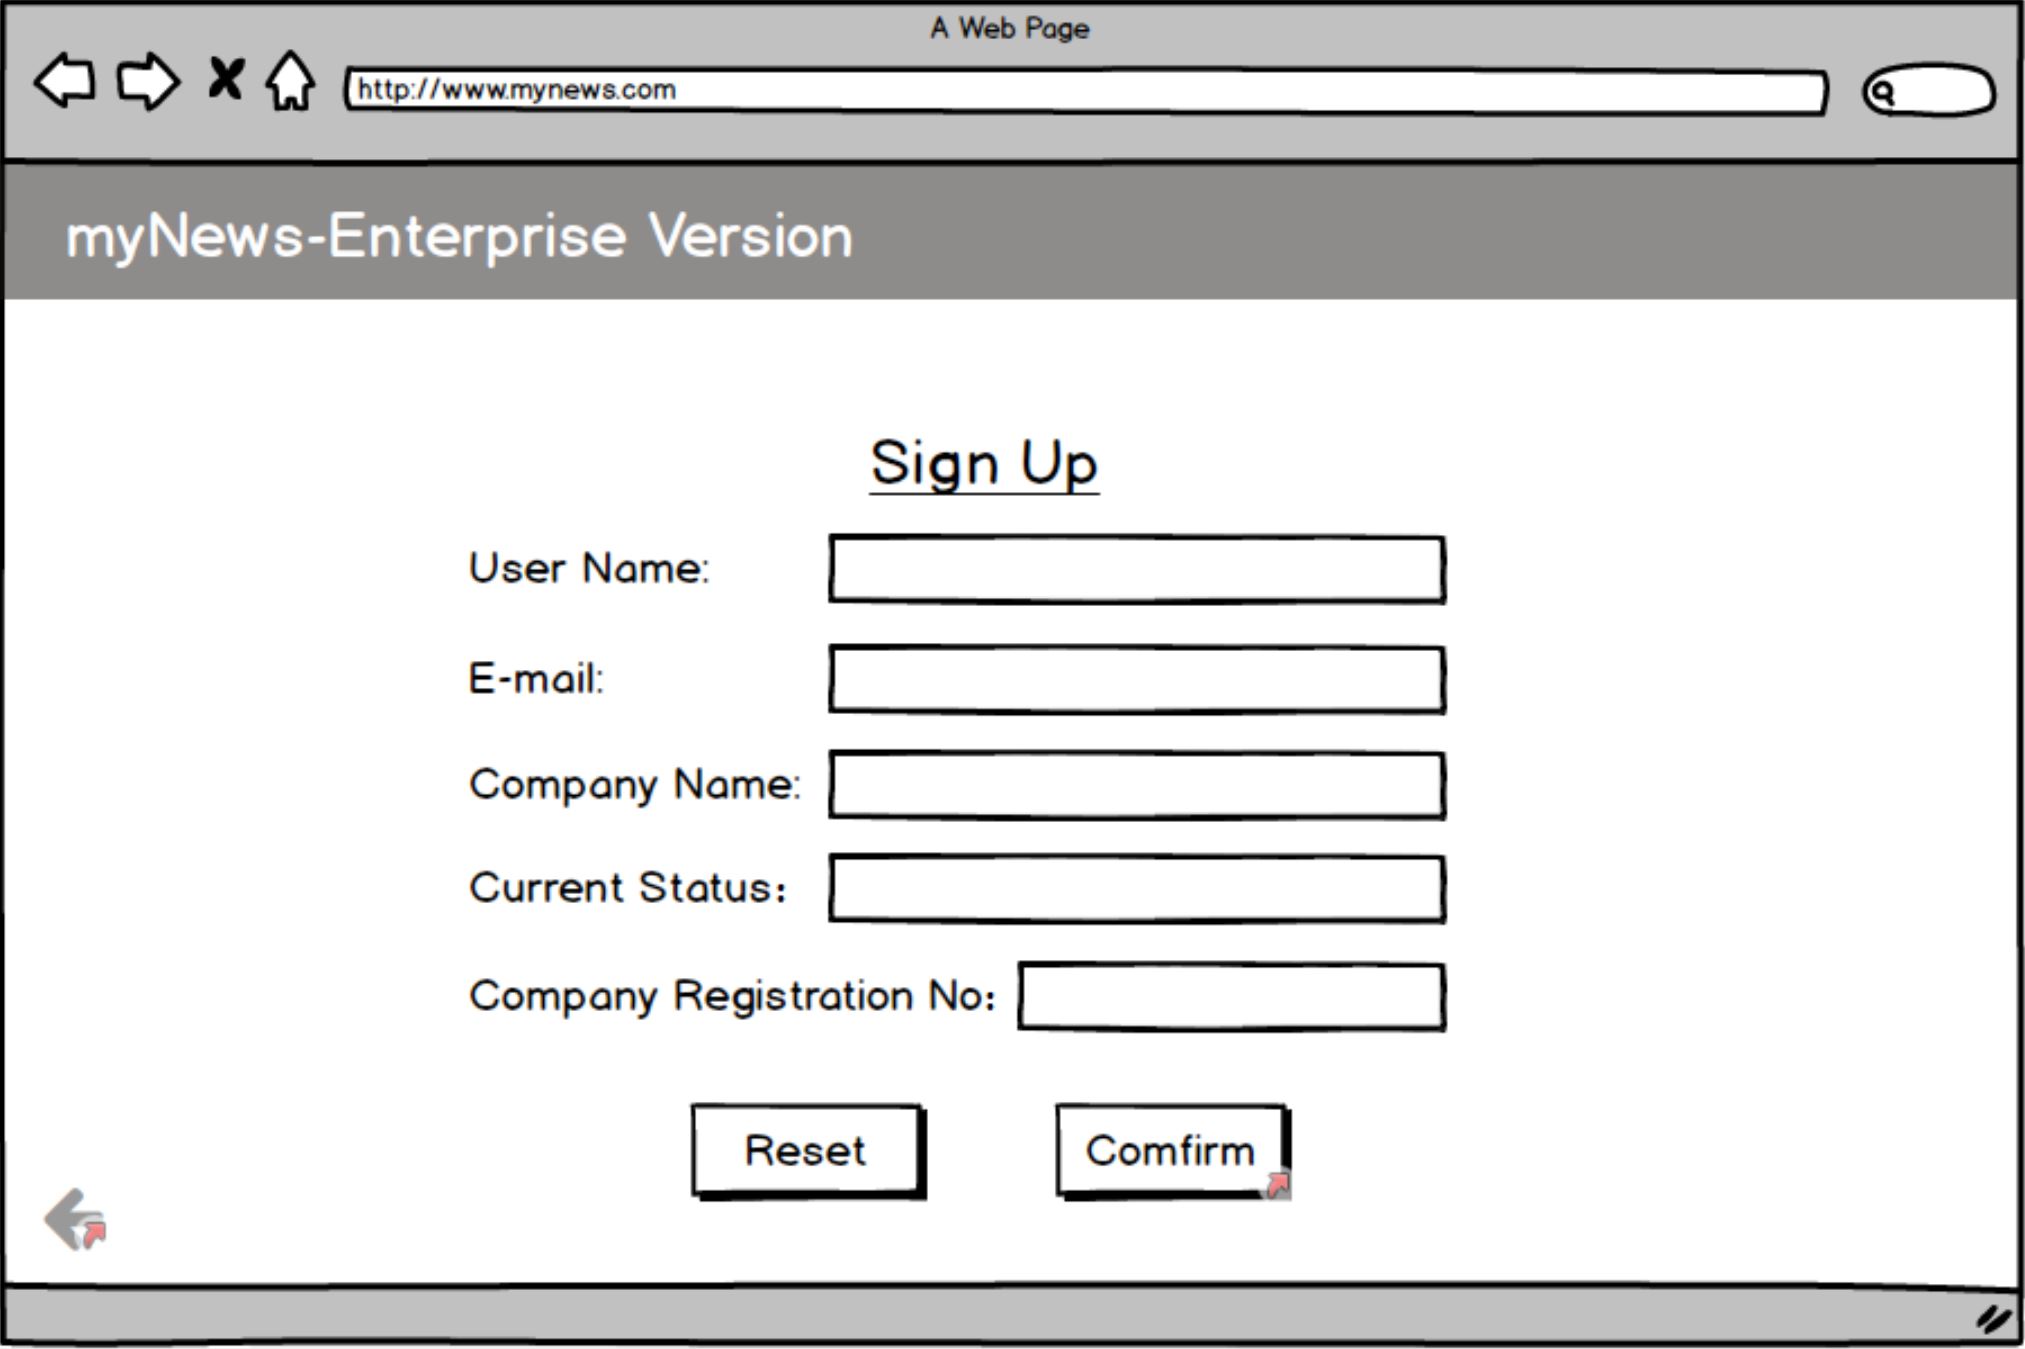 A Web Page
http://www.mynews.com
myNews-Enterprise Version
Sign Up
User Name:
E-mail:
Company Name:
Current Status:
Company Registration No:
Reset
Comfirm